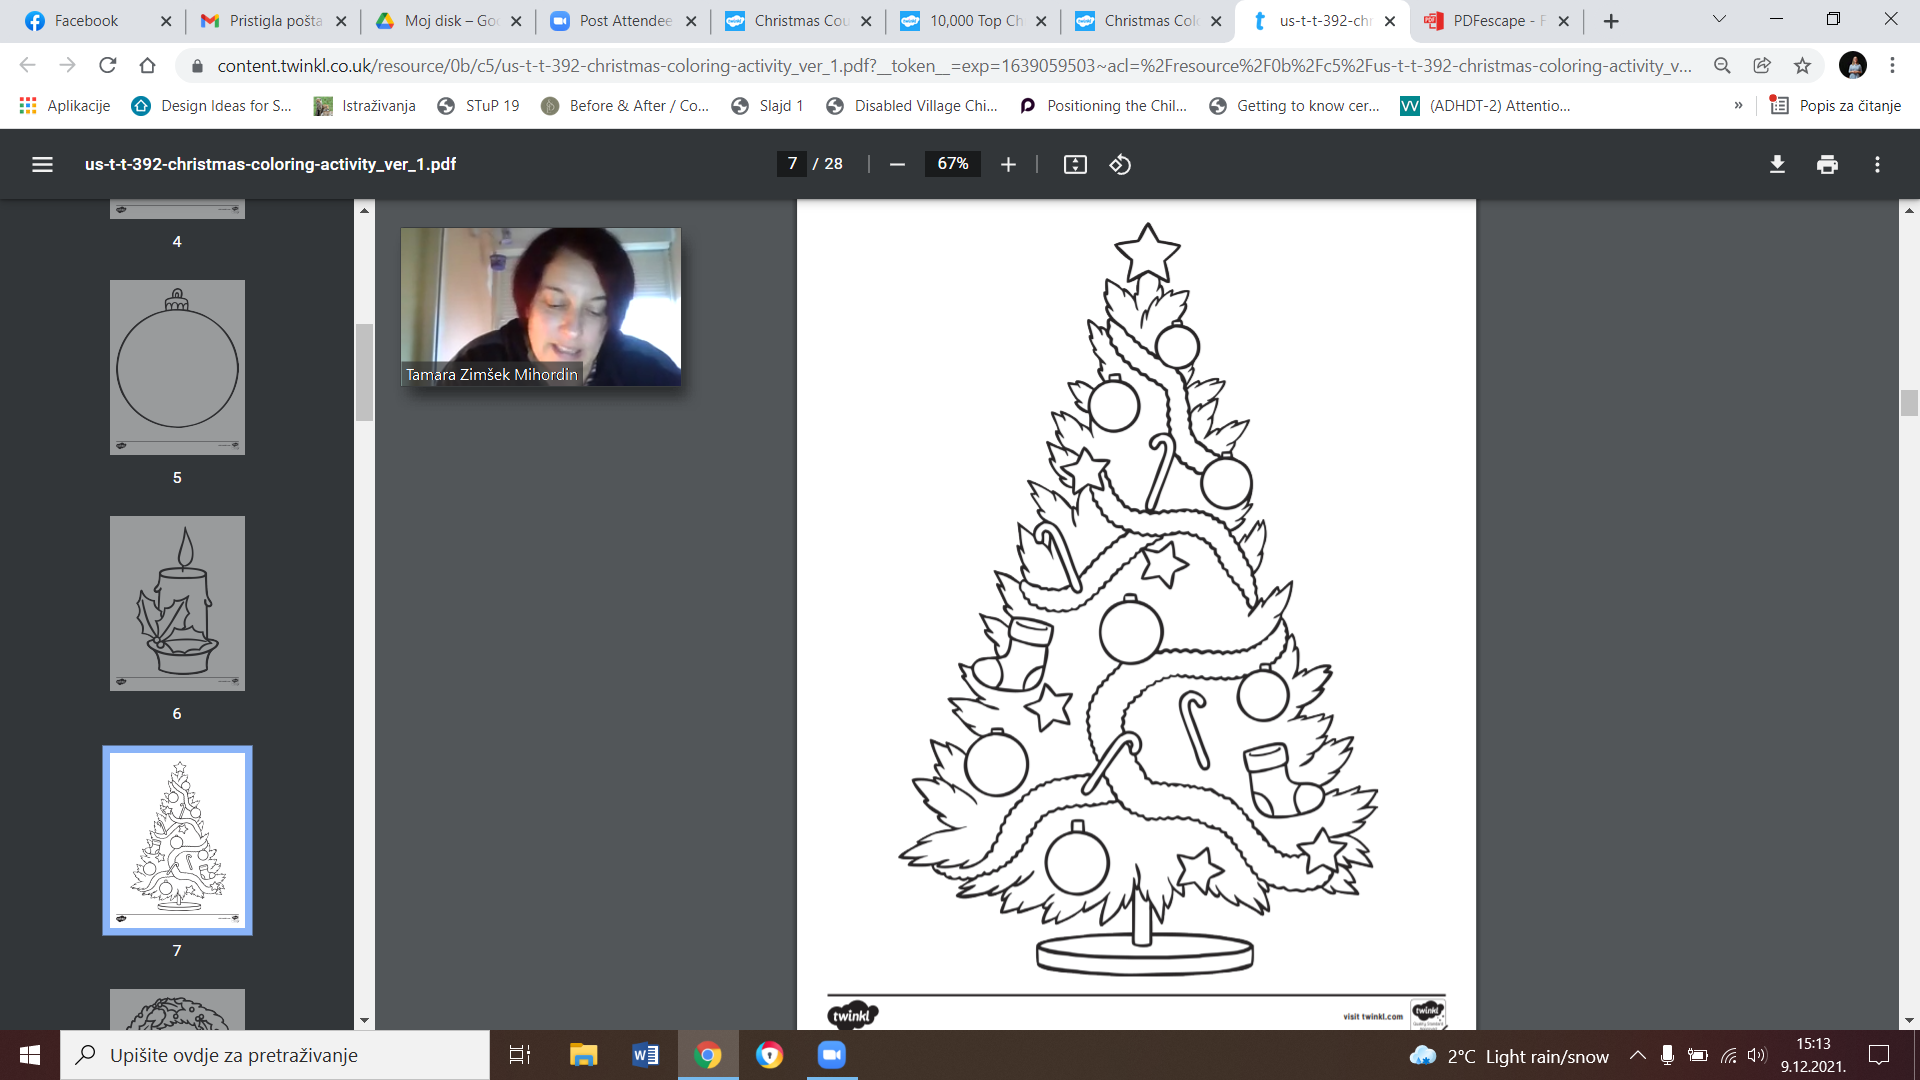 Facebook
Pristigla pošta
Moj disk – Goo
Post Attendee
Christmas Cou
10,000 Top Ch
Christmas Colo
us-t-t-392-chr
PDFescape - F
content.twinkl.co.uk/resource/0b/c5/us-t-t-392-christmas-coloring-activity_ver_1.pdf?__token__=exp=1639059503~acl=%2Fresource%2F0b%2Fc5%2Fus-t-t-392-christmas-coloring-activity_v...
Aplikacije
Design Ideas for S...
Istraživanja
STuP 19
Before & After / Co...
Slajd 1
Disabled Village Chi...
Positioning the Chil...
Getting to know cer...
(ADHDT-2) Attentio...
»
Popis za čitanje
us-t-t-392-christmas-coloring-activity_ver_1.pdf
7 / 28
67%
4
5
6
7
Tamara Zimšek Mihordin
twinkl
visit twinkl.com
twinkl
Upišite ovdje za pretraživanje
2°C Light rain/snow
15:13
9.12.2021.